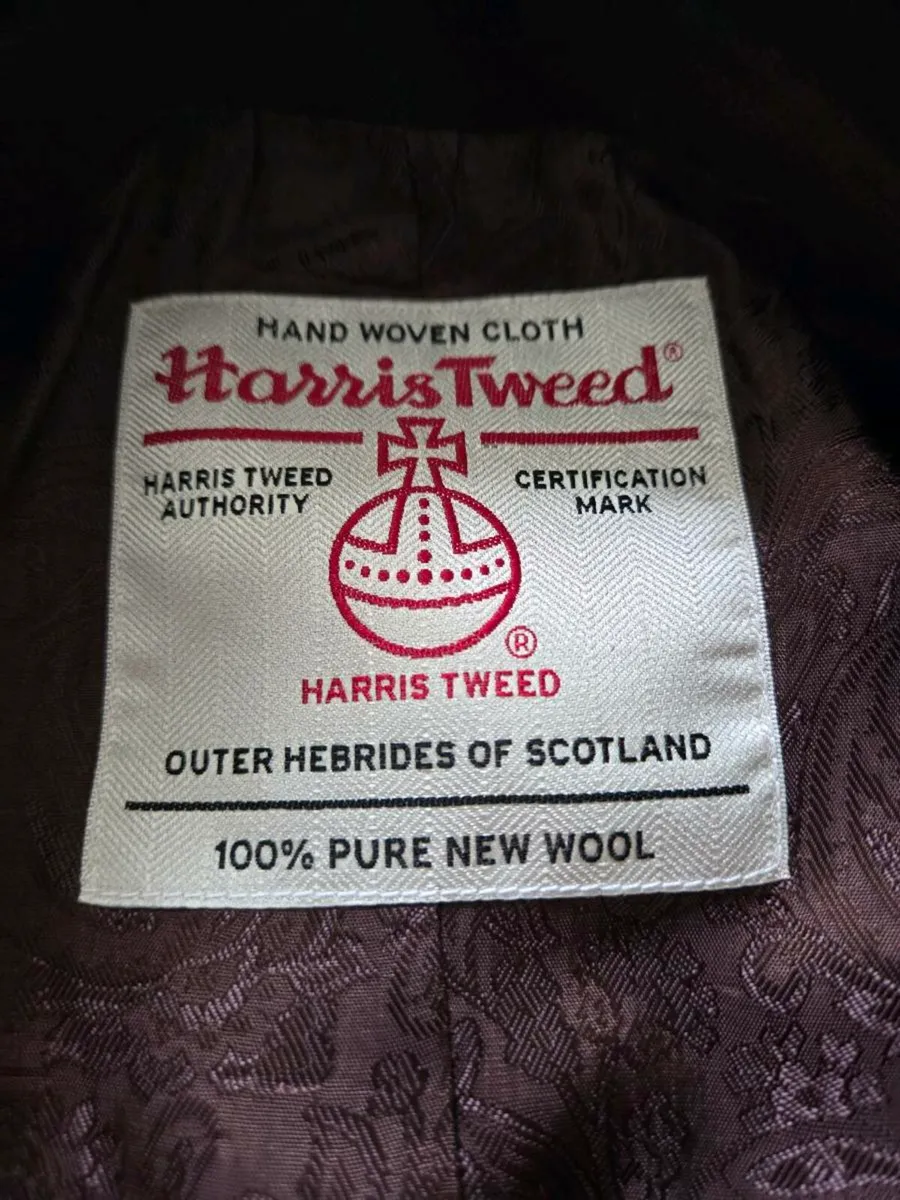 HAND WOVEN CLOTH
Harris Tweed®
HARRIS TWEED
AUTHORITY
CERTIFICATION
MARK
®
HARRIS TWEED
OUTER HEBRIDES OF SCOTLAND
100% PURE NEW WOOL